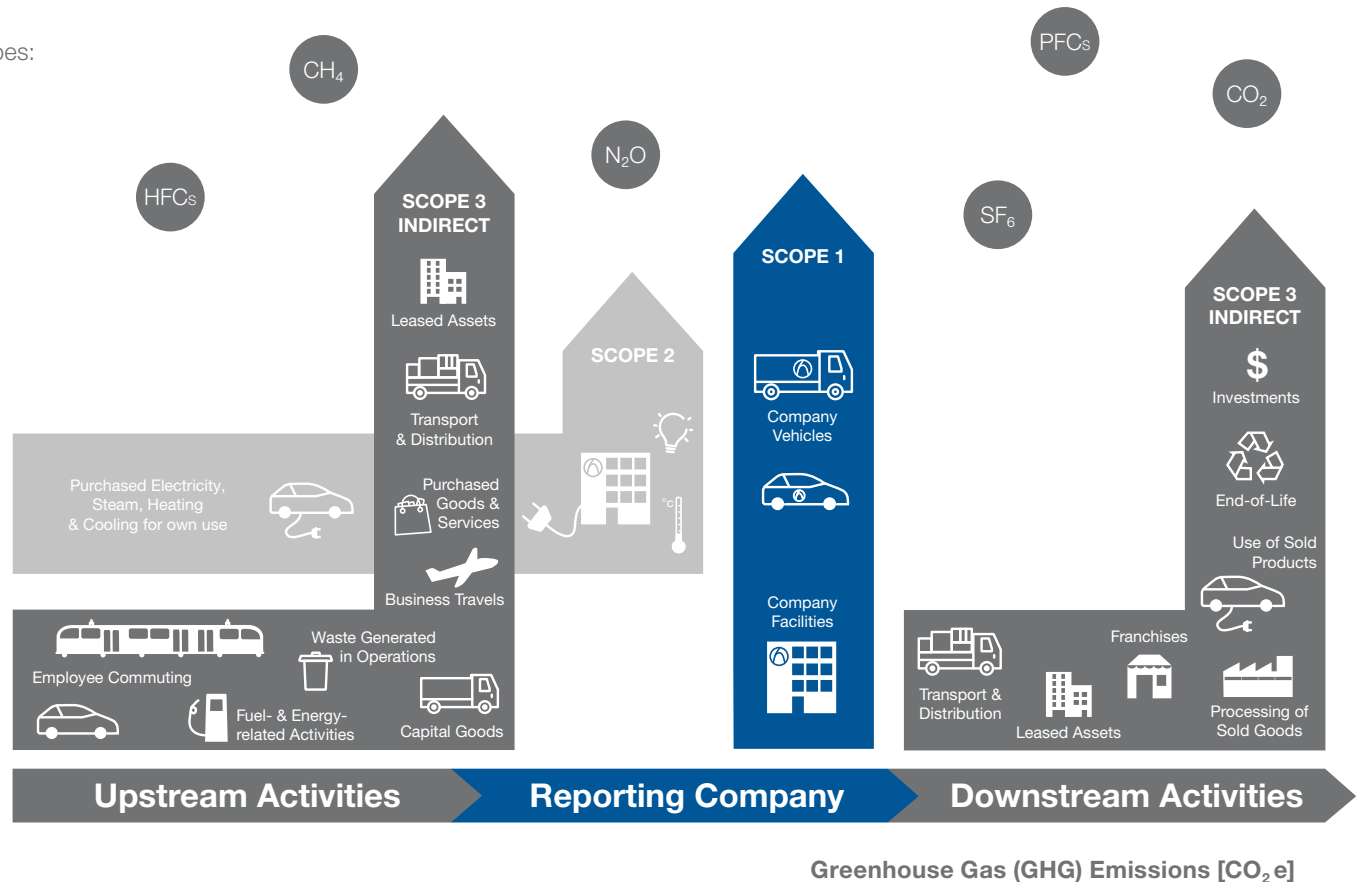 pes:
CH₄
PFCs
CO₂
N₂O
HFCs
SF₆
SCOPE 3
INDIRECT
Leased Assets
Transport
& Distribution
Purchased
Goods &
Services
Business Travels
SCOPE 2
°C
Purchased Electricity,
Steam, Heating
& Cooling for own use
Employee Commuting
Waste Generated
in Operations
Fuel- & Energy-
related Activities
Capital Goods
SCOPE 1
Company
Vehicles
Company
Facilities
SCOPE 3
INDIRECT
$
Investments
End-of-Life
Use of Sold
Products
Franchises
Transport &
Distribution
Leased Assets
Processing of
Sold Goods
Upstream Activities
Reporting Company
Downstream Activities
Greenhouse Gas (GHG) Emissions [CO₂e]